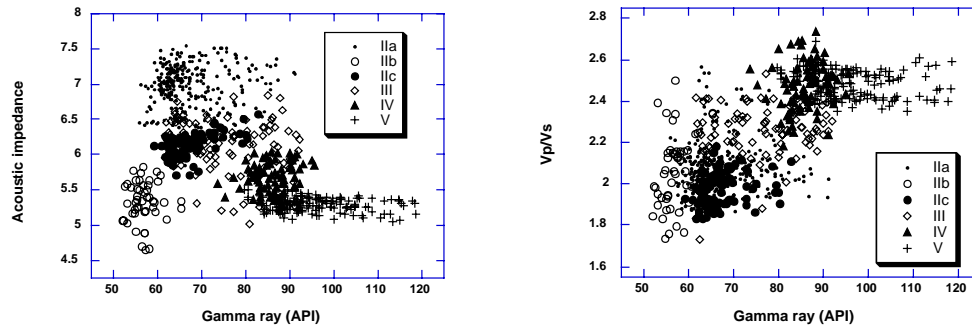 8
7.5
7
6.5
6
5.5
5
4.5
Acoustic impedance
50 60 70 80 90 100 110 120
Gamma ray (API)
IIa
IIb
IIc
III
IV
V
2.8
2.6
2.4
2.2
2
1.8
1.6
Vp/Vs
50 60 70 80 90 100 110 120
Gamma ray (API)
IIa
IIb
IIc
III
IV
V